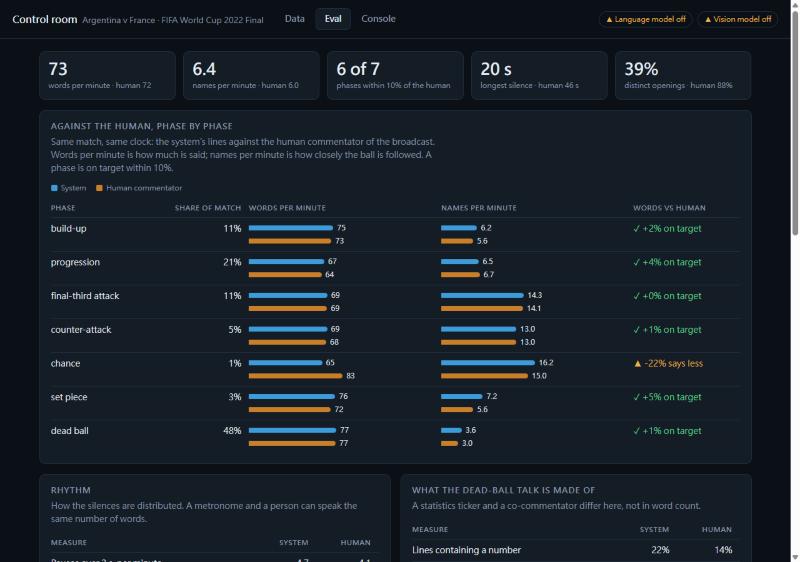 Control room Argentina v France · FIFA World Cup 2022 Final Data Eval Console ▲ Language model off ▲ Vision model off
73 6.4 6 of 7 20 s 39%
words per minute · human 72 names per minute · human 6.0 phases within 10% of the human longest silence · human 46 s distinct openings · human 88%
AGAINST THE HUMAN, PHASE BY PHASE
Same match, same clock: the system's lines against the human commentator of the broadcast.
Words per minute is how much is said; names per minute is how closely the ball is followed. A
phase is on target within 10%.
System Human commentator
PHASE SHARE OF MATCH WORDS PER MINUTE NAMES PER MINUTE WORDS VS HUMAN
build-up 11% 75 6.2 ✓ +2% on target
73 5.6
progression 21% 67 6.5 ✓ +4% on target
64 6.7
final-third attack 11% 69 14.3 ✓ +0% on target
69 14.1
counter-attack 5% 69 13.0 ✓ +1% on target
68 13.0
chance 1% 65 16.2 ▲ -22% says less
83 15.0
set piece 3% 76 7.2 ✓ +5% on target
72 5.6
dead ball 48% 77 3.6 ✓ +1% on target
77 3.0
RHYTHM
How the silences are distributed. A metronome and a person can speak the
same number of words.
MEASURE SYSTEM HUMAN
WHAT THE DEAD-BALL TALK IS MADE OF
A statistics ticker and a co-commentator differ here, not in word count.
MEASURE SYSTEM HUMAN
Lines containing a number 22% 14%